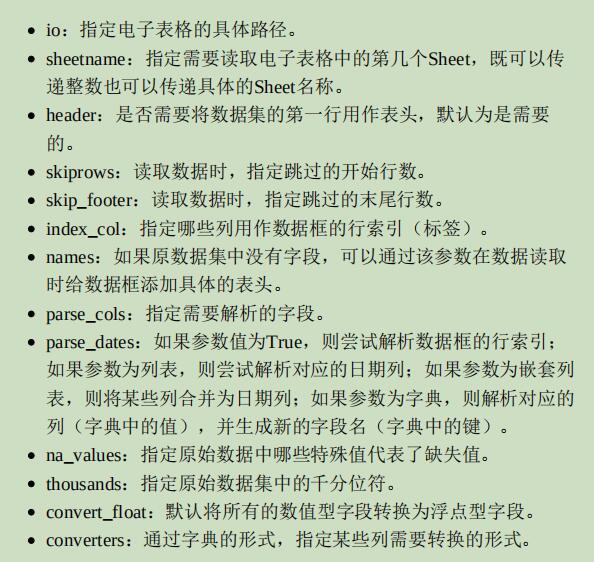 • io：指定电子表格的具体路径。
• sheetname：指定需要读取电子表格中的第几个Sheet，既可以传
递整数也可以传递具体的Sheet名称。
• header：是否需要将数据集的第一行用作表头，默认为是需要
的。
• skiprows：读取数据时，指定跳过的开始行数。
• skip_footer：读取数据时，指定跳过的末尾行数。
• index_col：指定哪些列用作数据框的行索引（标签）。
• names：如果原数据集中没有字段，可以通过该参数在数据读取
时给数据框添加具体的表头。
• parse_cols：指定需要解析的字段。
• parse_dates：如果参数值为True，则尝试解析数据框的行索引；
如果参数为列表，则尝试解析对应的日期列；如果参数为嵌套列
表，则将某些列合并为日期列；如果参数为字典，则解析对应的
列（字典中的值），并生成新的字段名（字典中的键）。
• na_values：指定原始数据中哪些特殊值代表了缺失值。
• thousands：指定原始数据集中的千分位符。
• convert_float：默认将所有的数值型字段转换为浮点型字段。
• converters：通过字典的形式，指定某些列需要转换的形式。